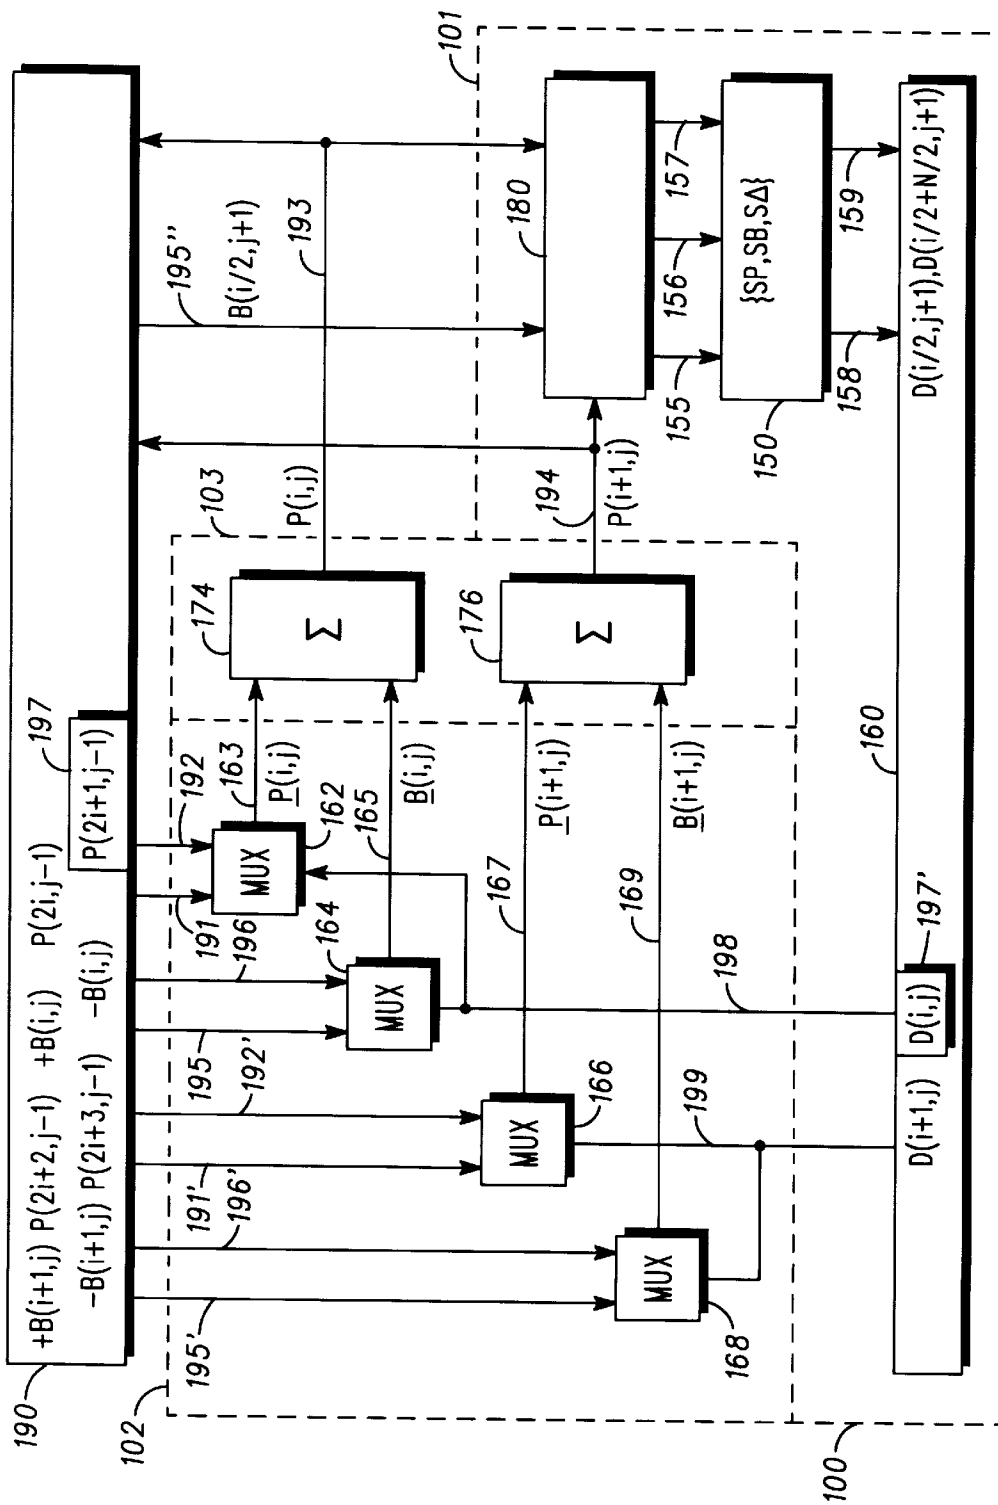 190
+B(i+1,j) P(2i+2,j-1) +B(i,j) P(2i,j-1)
-B(i+1,j) P(2i+3,j-1) -B(i,j)
P(2i+1,j-1)
197
102
195'
196'
191'
192'
195
196
191
192
195"
B(i/2,j+1)
193
101
MUX
163
P(i,j)
162
164
MUX
165
B(i,j)
174
Σ
103
P(i,j)
MUX
166
167
P(i+1,j)
176
Σ
194
P(i+1,j)
180
MUX
168
169
B(i+1,j)
155
156
157
{SP,SB,SΔ}
150
158
159
199
198
160
D(i+1,j)
D(i,j)
197'
D(i/2,j+1),D(i/2+N/2,j+1)
100